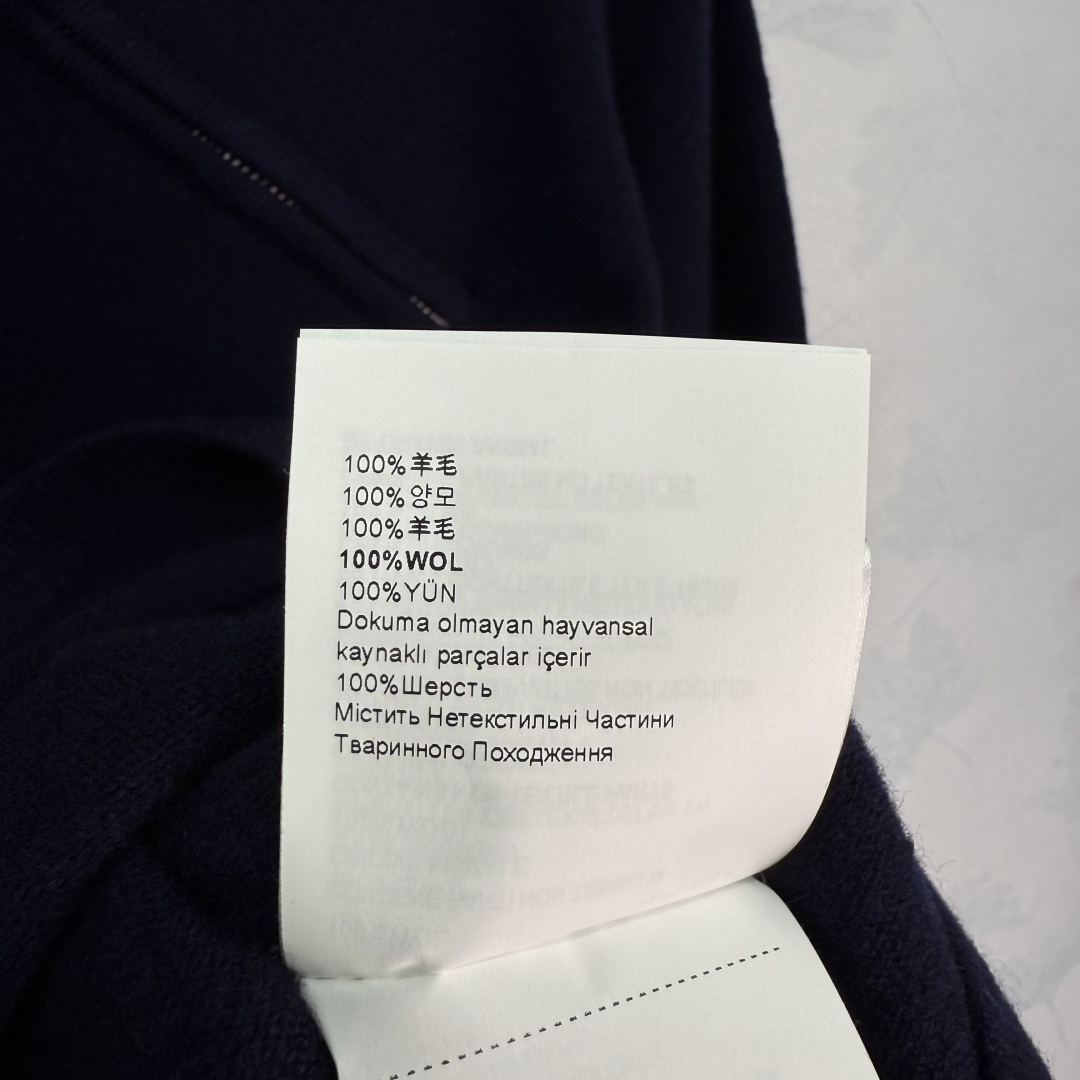 100%羊毛
100%양모
100%羊毛
100%WOL
100%YÜN
Dokuma olmayan hayvansal
kaynaklı parçalar içerir
100%Шерсть
Містить Нетекстильні Частини
Тваринного Походження